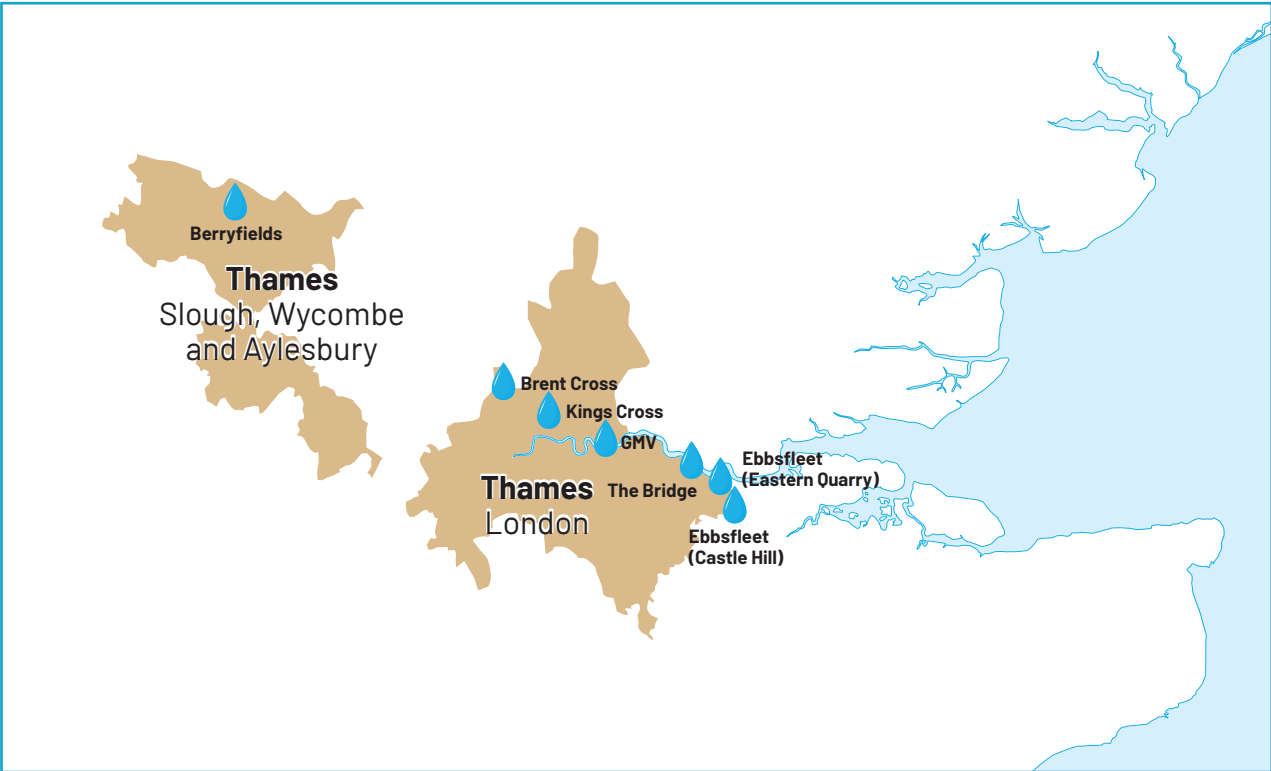 Berryfields
Thames
Slough, Wycombe
and Aylesbury
Brent Cross
Kings Cross
GMV
Ebbsfleet
(Eastern Quarry)
The Bridge
Thames
London
Ebbsfleet
(Castle Hill)